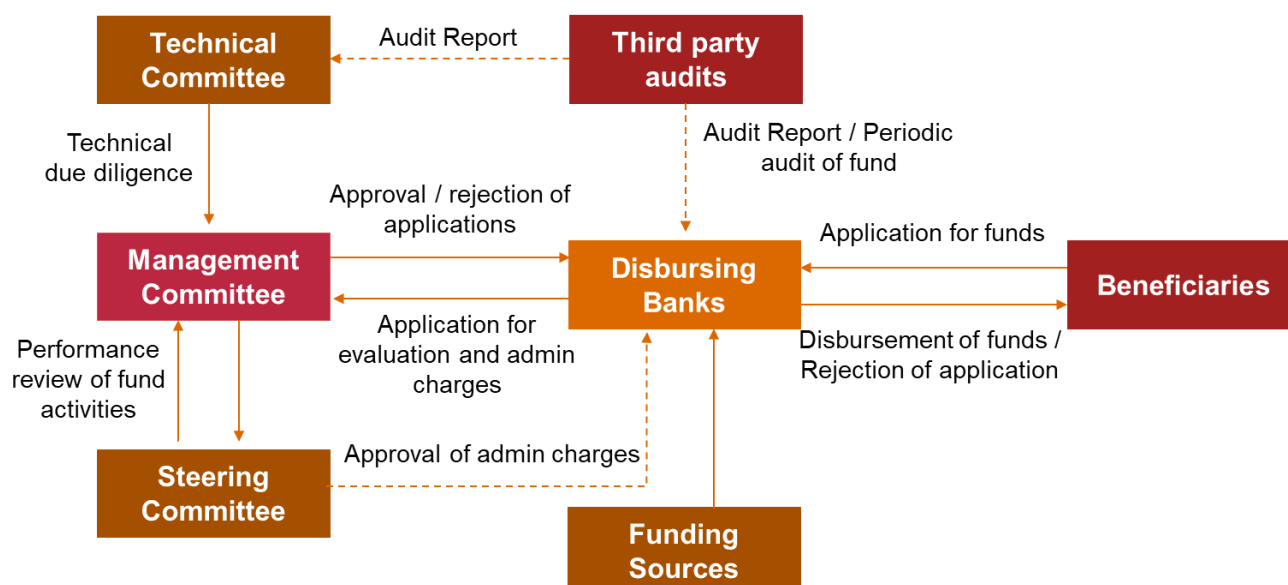 Technical
Committee
Audit Report
Third party
audits
Technical
due diligence
Audit Report / Periodic
audit of fund
Approval / rejection of
applications
Management
Committee
Disbursing
Banks
Application for funds
Beneficiaries
Performance
review of fund
activities
Application for
evaluation and admin
charges
Disbursement of funds /
Rejection of application
Steering
Committee
Approval of admin charges
Funding
Sources